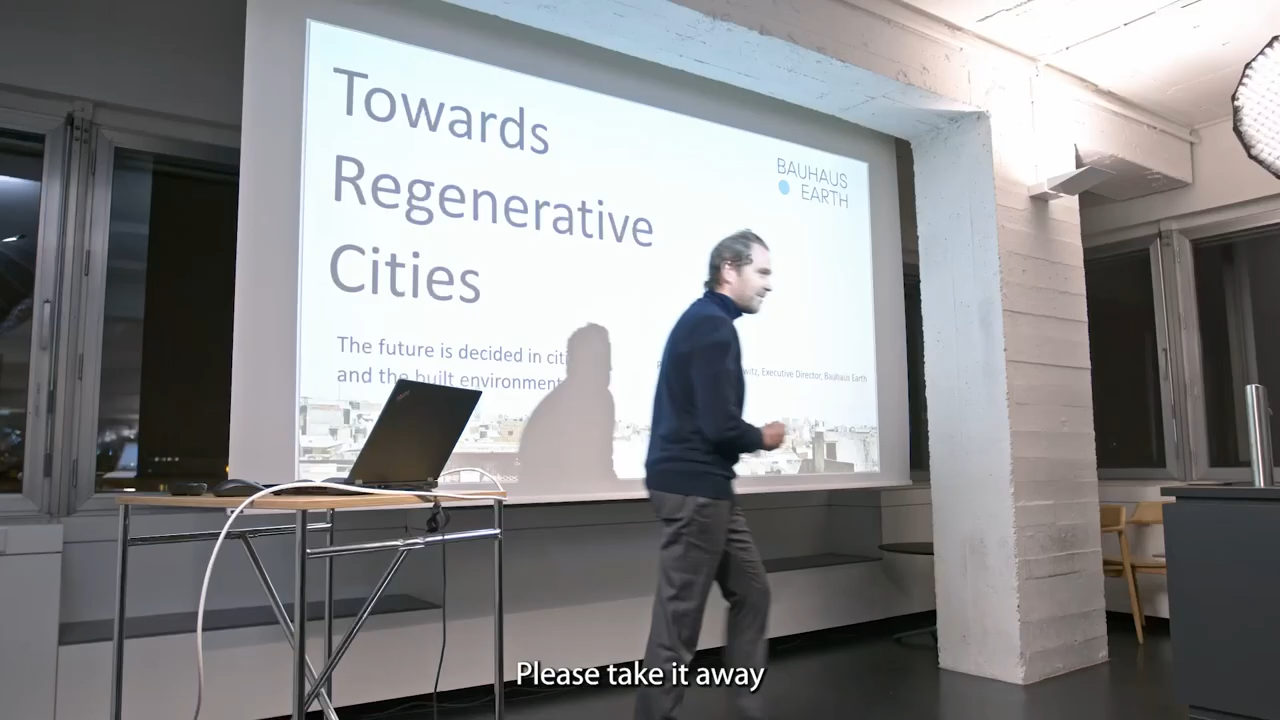 Towards
Regenerative
Cities
BAUHAUS
EARTH
The future is decided in citi
and the built environment
witz, Executive Director, Bauhaus Earth
Please take it away